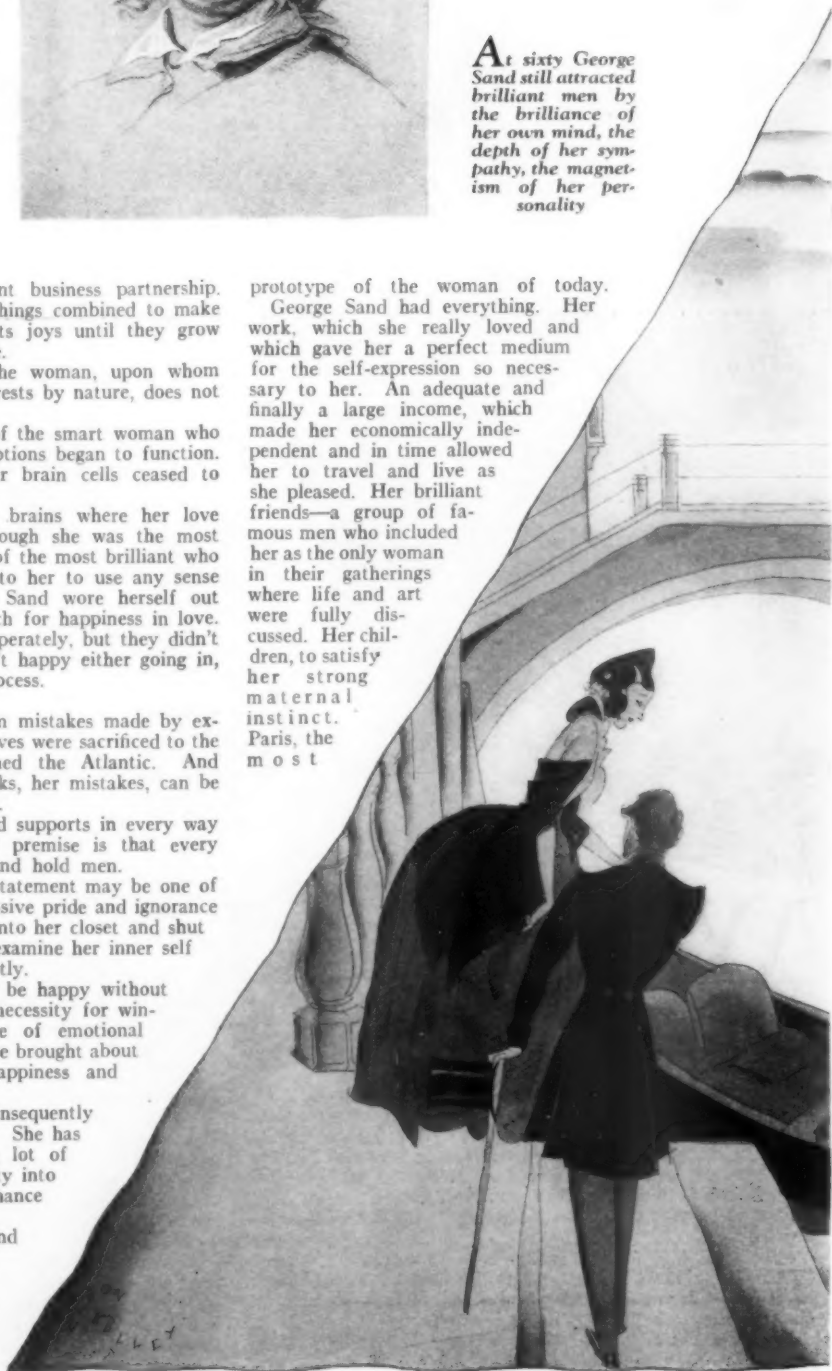 At sixty George
Sand still attracted
brilliant men by
the brilliance of
her own mind, the
depth of her sym-
pathy, the magnet-
ism of her per-
sonality
nt business partnership.
hings combined to make
ts joys until they grow
he woman, upon whom
rests by nature, does not
f the smart woman who
otions began to function.
r brain cells ceased to
brains where her love
ough she was the most
of the most brilliant who
to her to use any sense
Sand wore herself out
ch for happiness in love.
perately, but they didn't
t happy either going in,
ocess.
n mistakes made by ex-
ves were sacrificed to the
ned the Atlantic. And
ks, her mistakes, can be
d supports in every way
premise is that every
nd hold men.
tatement may be one of
sive pride and ignorance
nto her closet and shut
examine her inner self
tly.
be happy without
necessity for win-
e of emotional
e brought about
appiness and
nsequently
She has
lot of
ty into
nance
nd
prototype of the woman of today.
George Sand had everything. Her
work, which she really loved and
which gave her a perfect medium
for the self-expression so neces-
sary to her. An adequate and
finally a large income, which
made her economically inde-
pendent and in time allowed
her to travel and live as
she pleased. Her brilliant
friends—a group of fa-
mous men who included
her as the only woman
in their gatherings
where life and art
were fully dis-
cussed. Her chil-
dren, to satisfy
her strong
maternal
instinct.
Paris, the
most